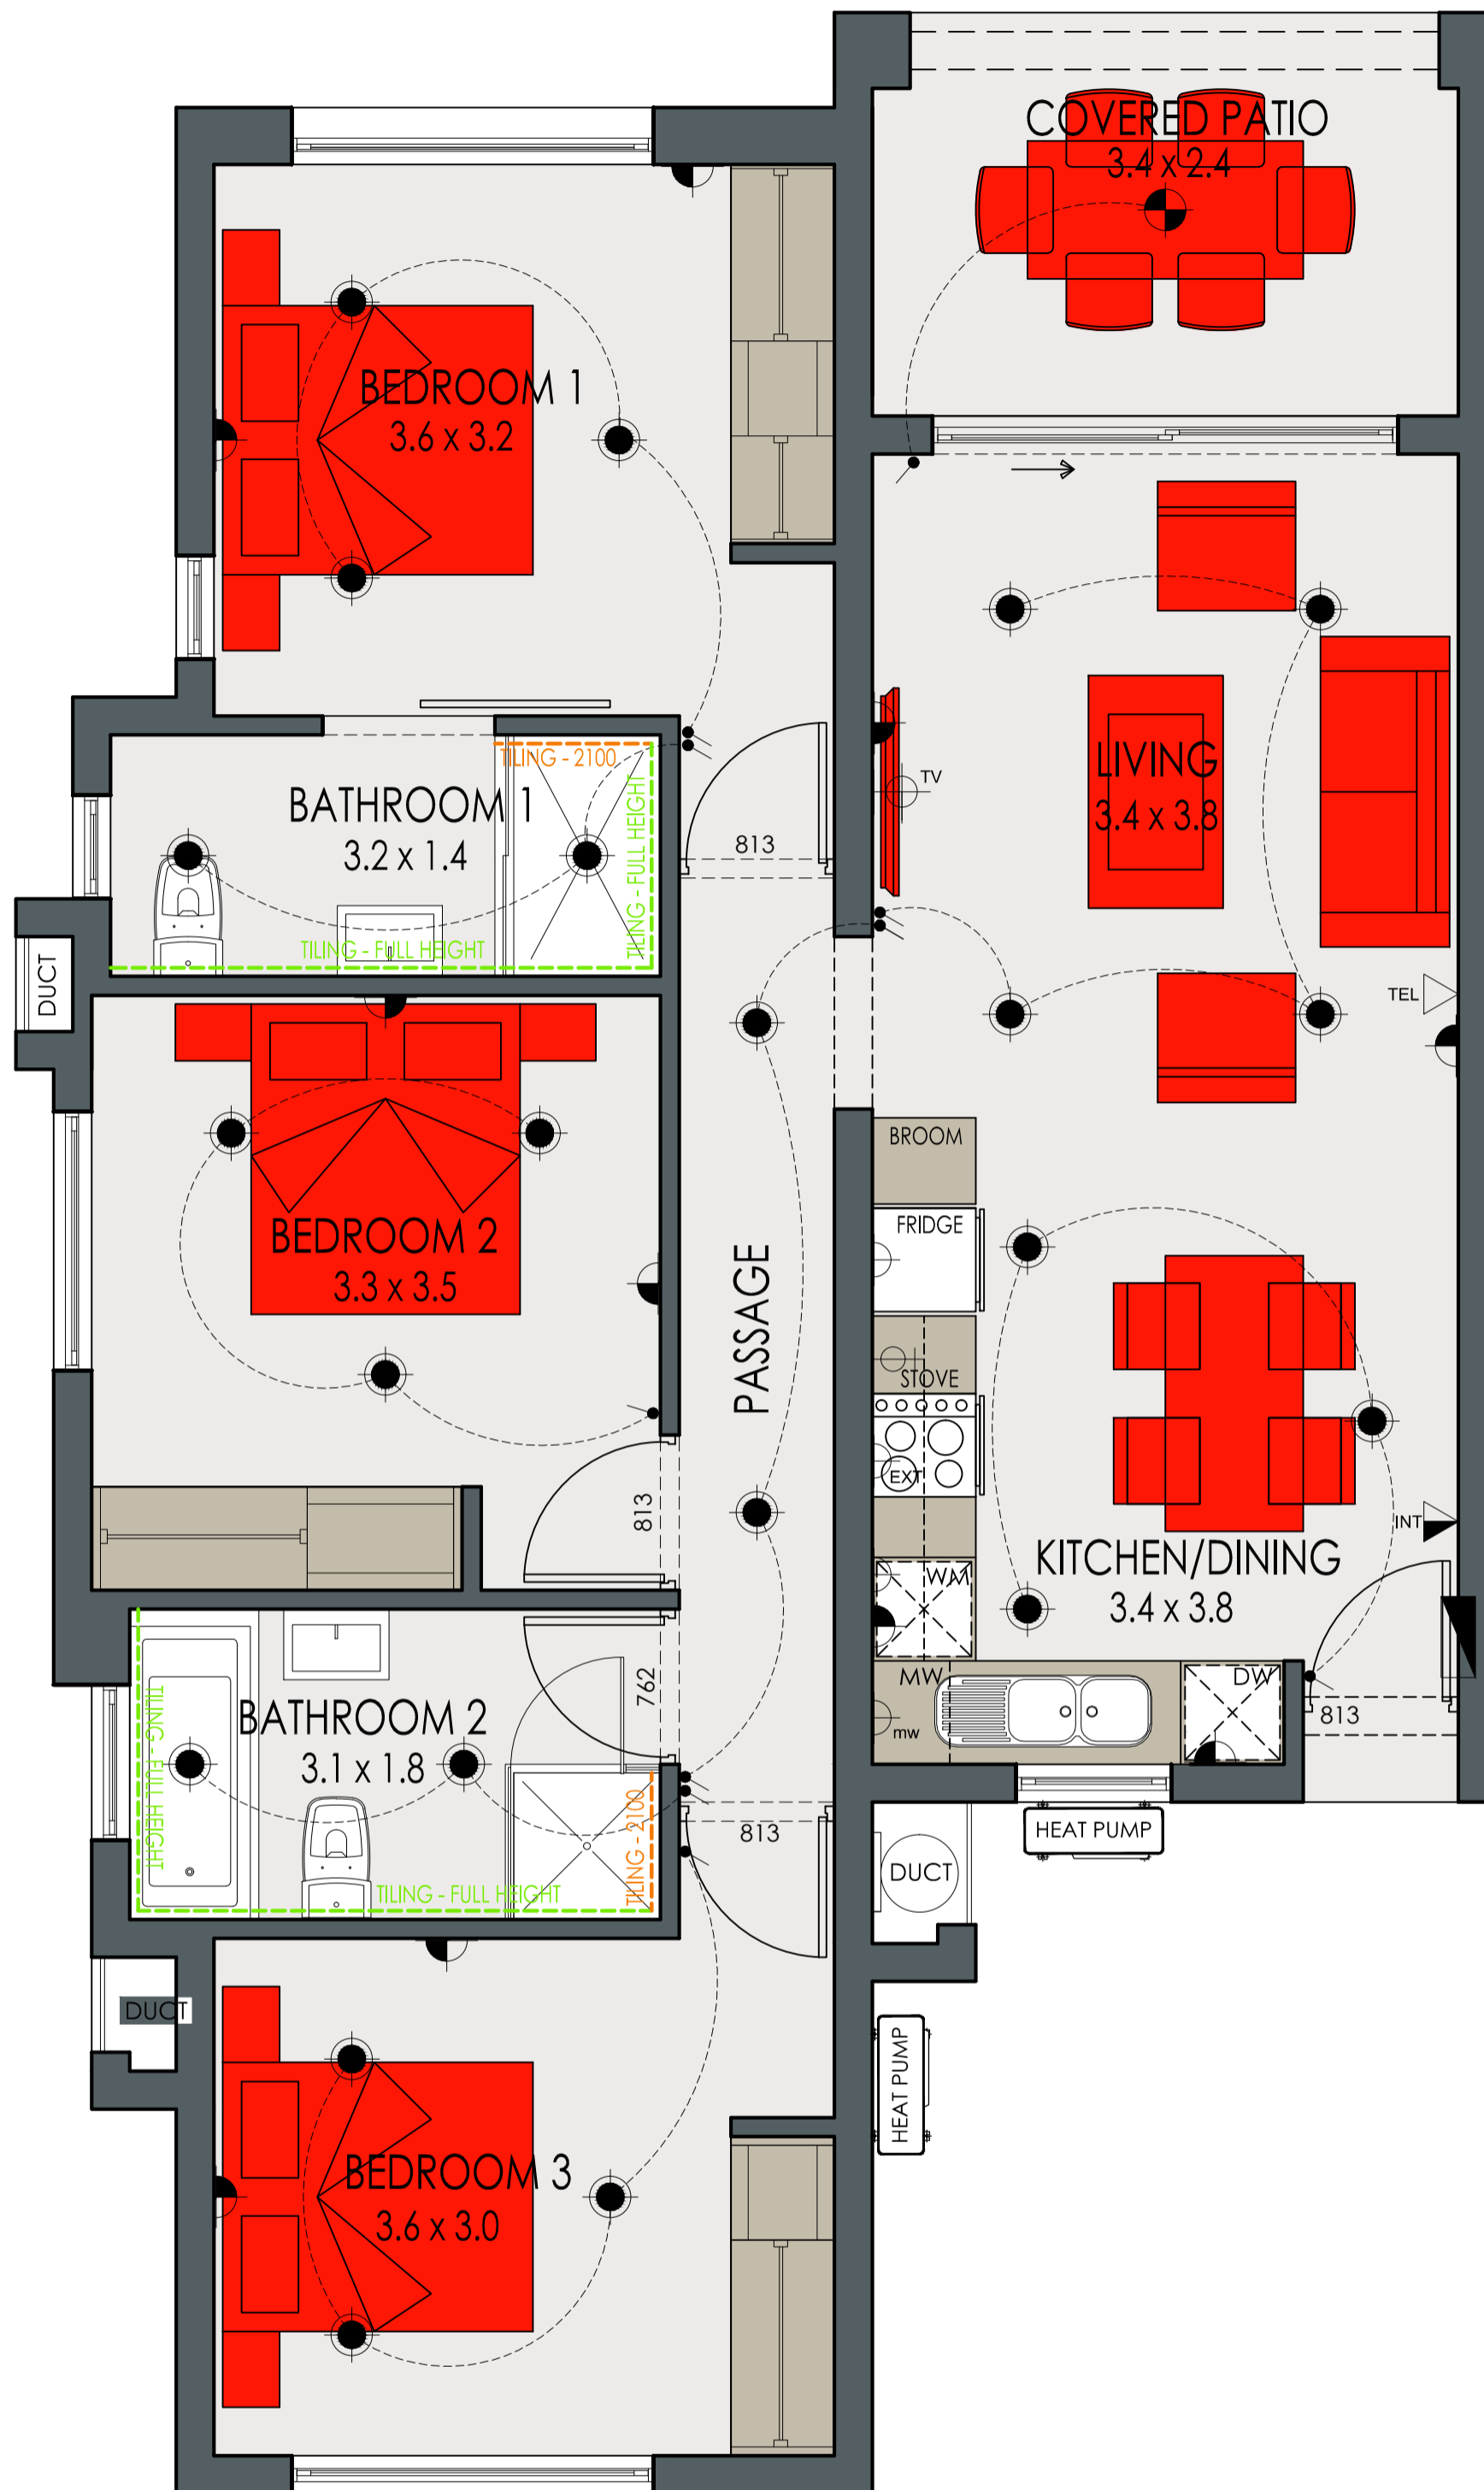 COVERED PATIO
3.4 x 2.4
BEDROOM 1
3.6 x 3.2
TILING - 2100
TILING - FULL HEIGHT
BATHROOM 1
3.2 x 1.4
TILING - FULL HEIGHT
813
TV
LIVING
3.4 x 3.8
DUCT
TEL
BROOM
FRIDGE
BEDROOM 2
3.3 x 3.5
PASSAGE
STOVE
EXT
813
INT
KITCHEN/DINING
3.4 x 3.8
WM
MW
mw
DW
813
762
BATHROOM 2
3.1 x 1.8
TILING - FULL HEIGHT
TILING - FULL HEIGHT
TILING - 2100
813
HEAT PUMP
DUCT
DUCT
HEAT PUMP
BEDROOM 3
3.6 x 3.0